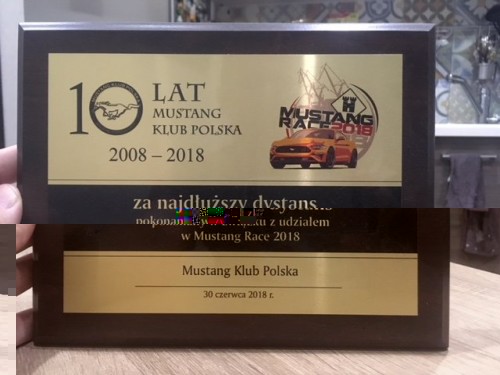 10 LAT
MUSTANG
KLUB POLSKA
2008 – 2018
MUSTANG
RACE 2018
za najdłuższy dystans
z udziałem
w Mustang Race 2018
Mustang Klub Polska
30 czerwca 2018 r.